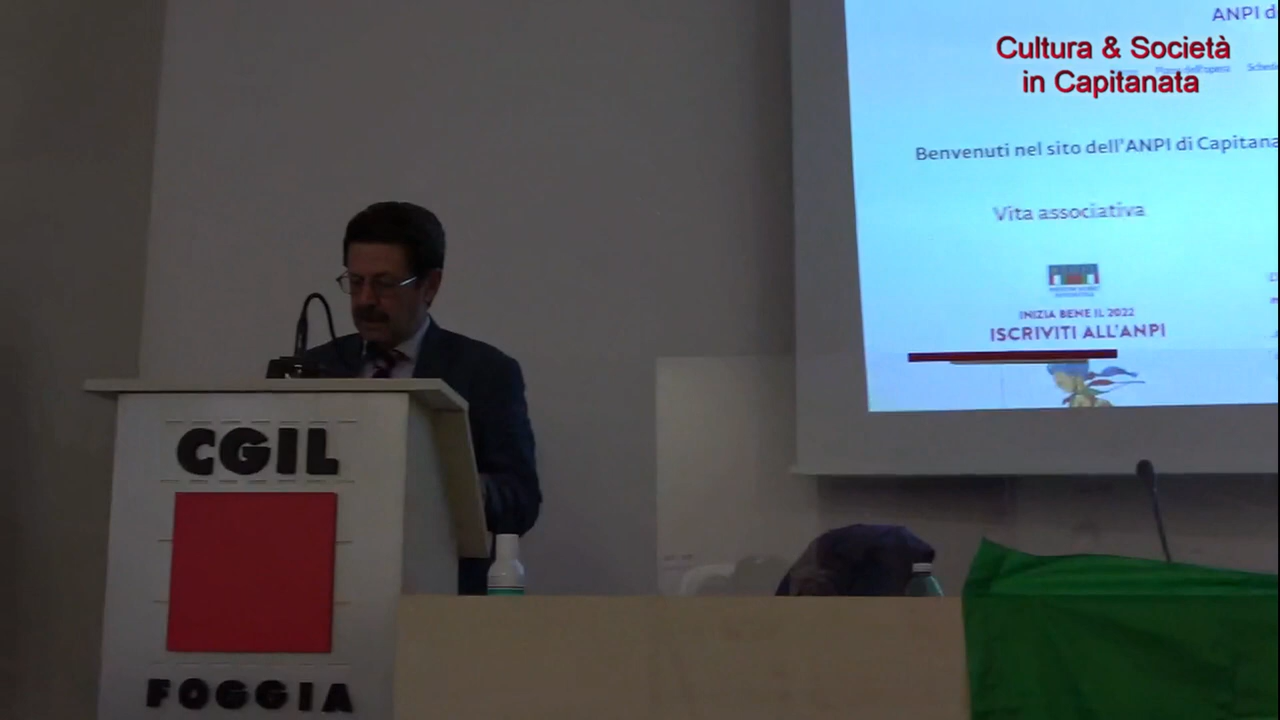 ANPI d
Cultura & Società
in Capitanata
Benvenuti nel sito dell'ANPI di Capitana
Vita associativa
INIZIA BENE IL 2022
ISCRIVITI ALL'ANPI
CGIL
FOGGIA